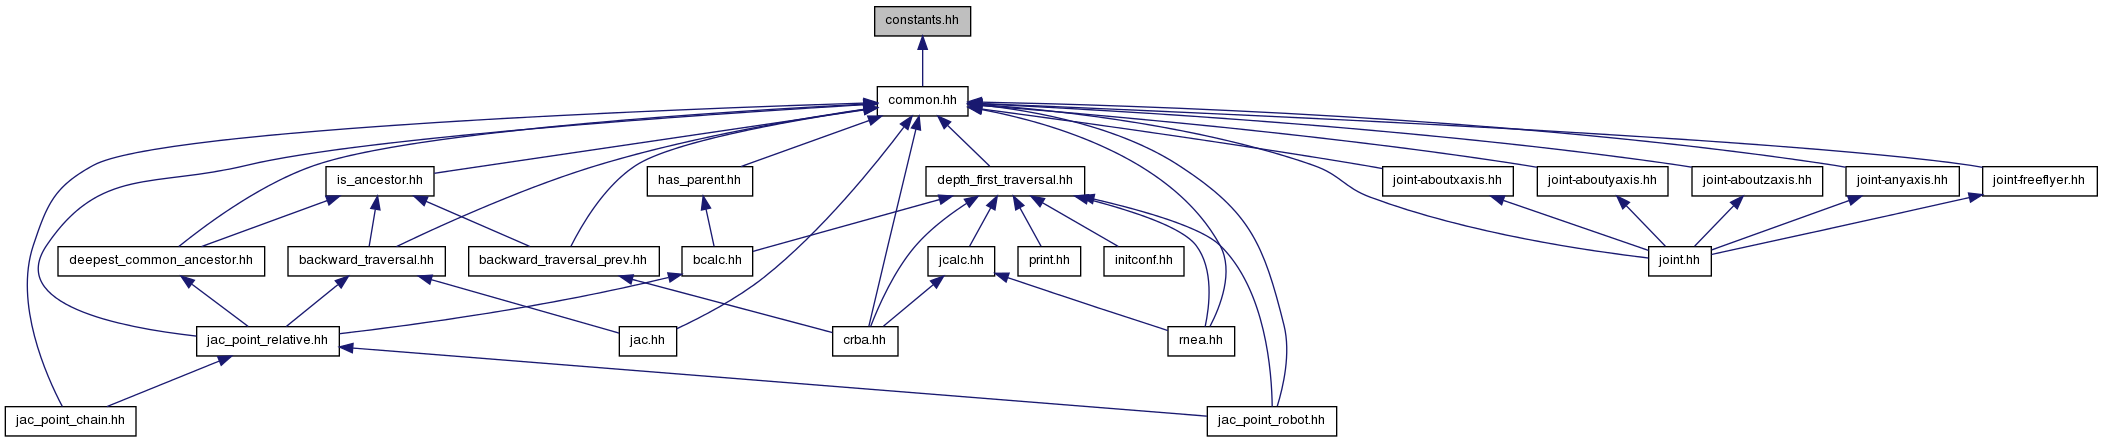 constants.hh
common.hh
is_ancestor.hh
has_parent.hh
depth_first_traversal.hh
joint-aboutxaxis.hh
joint-aboutyaxis.hh
joint-aboutzaxis.hh
joint-anyaxis.hh
joint-freeflyer.hh
deepest_common_ancestor.hh
backward_traversal.hh
backward_traversal_prev.hh
bcalc.hh
jcalc.hh
print.hh
initconf.hh
joint.hh
jac_point_relative.hh
jac.hh
crba.hh
rnea.hh
jac_point_chain.hh
jac_point_robot.hh